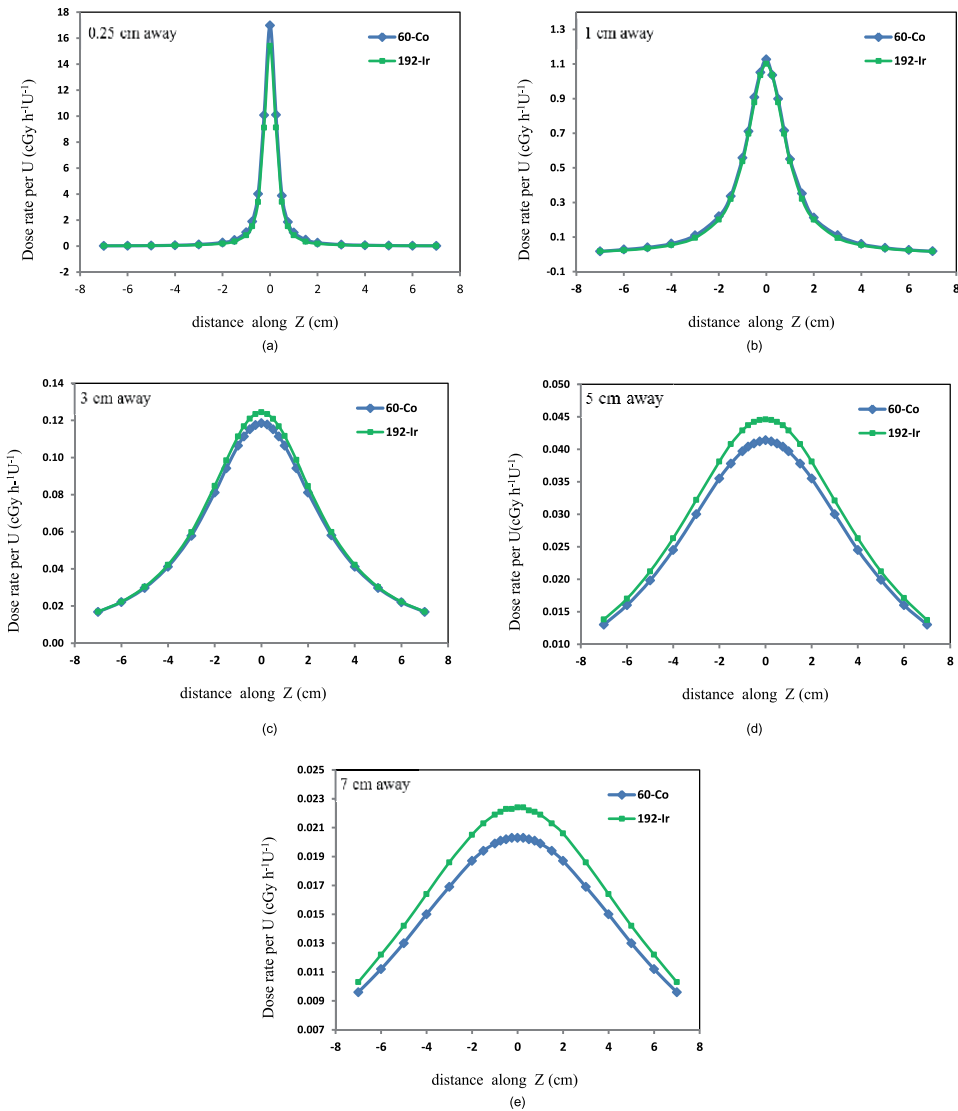 0.25 cm away
60-Co
192-Ir
Dose rate per U (cGy h-1U-1)
18
16
14
12
10
8
6
4
2
0
-2
-8 -6 -4 -2 0 2 4 6 8
distance along Z (cm)
(a)
1 cm away
60-Co
192-Ir
Dose rate per U (cGy h-1U-1)
1.3
1.1
0.9
0.7
0.5
0.3
0.1
-0.1
-8 -6 -4 -2 0 2 4 6 8
distance along Z (cm)
(b)
3 cm away
60-Co
192-Ir
Dose rate per U (cGy h-1U-1)
0.14
0.12
0.10
0.08
0.06
0.04
0.02
0.00
-8 -6 -4 -2 0 2 4 6 8
distance along Z (cm)
(c)
5 cm away
60-Co
192-Ir
Dose rate per U(cGy h-1U-1)
0.050
0.045
0.040
0.035
0.030
0.025
0.020
0.015
0.010
-8 -6 -4 -2 0 2 4 6 8
distance along Z (cm)
(d)
7 cm away
60-Co
192-Ir
Dose rate per U (cGy h-1U-1)
0.025
0.023
0.021
0.019
0.017
0.015
0.013
0.011
0.009
0.007
-8 -6 -4 -2 0 2 4 6 8
distance along Z (cm)
(e)